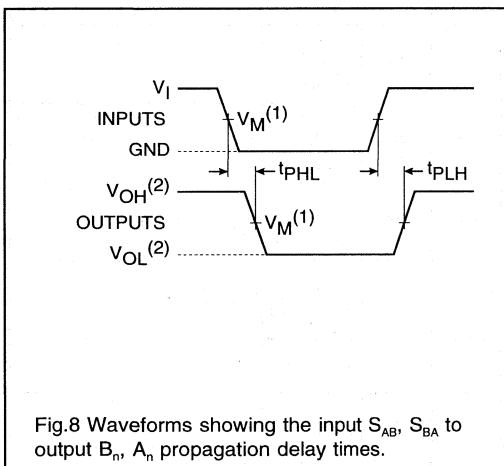 V_I
INPUTS V_M(1)
GND
t_PHL t_PLH
V_OH(2)
OUTPUTS V_M(1)
V_OL(2)
Fig.8 Waveforms showing the input S_AB, S_BA to
output B_n, A_n propagation delay times.